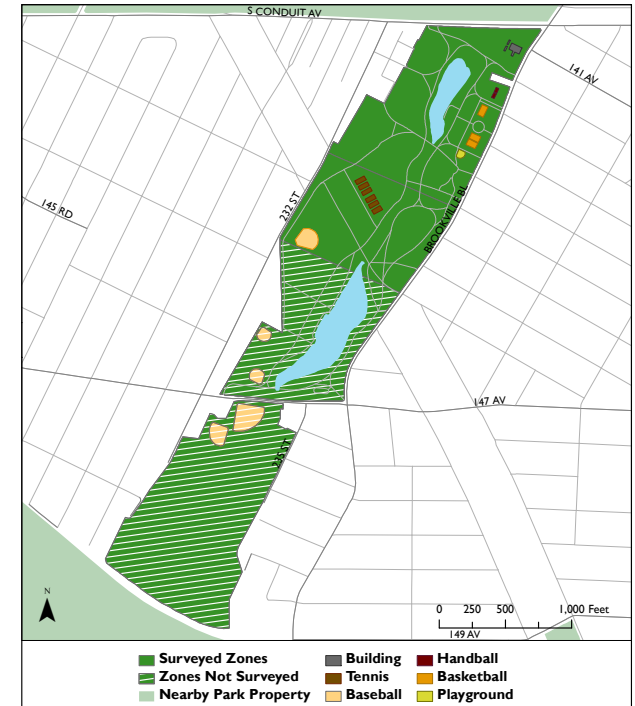 S CONDUIT AV
141 AV
145 RD
232 ST
BROOKVILLE BL
147 AV
235 ST
N
0 250 500 1,000 Feet
149 AV
Surveyed Zones
Zones Not Surveyed
Nearby Park Property
Building
Tennis
Baseball
Handball
Basketball
Playground